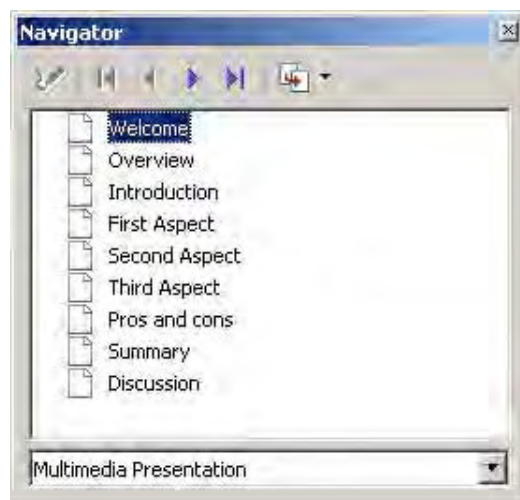 Navigator
Welcome
Overview
Introduction
First Aspect
Second Aspect
Third Aspect
Pros and cons
Summary
Discussion
Multimedia Presentation